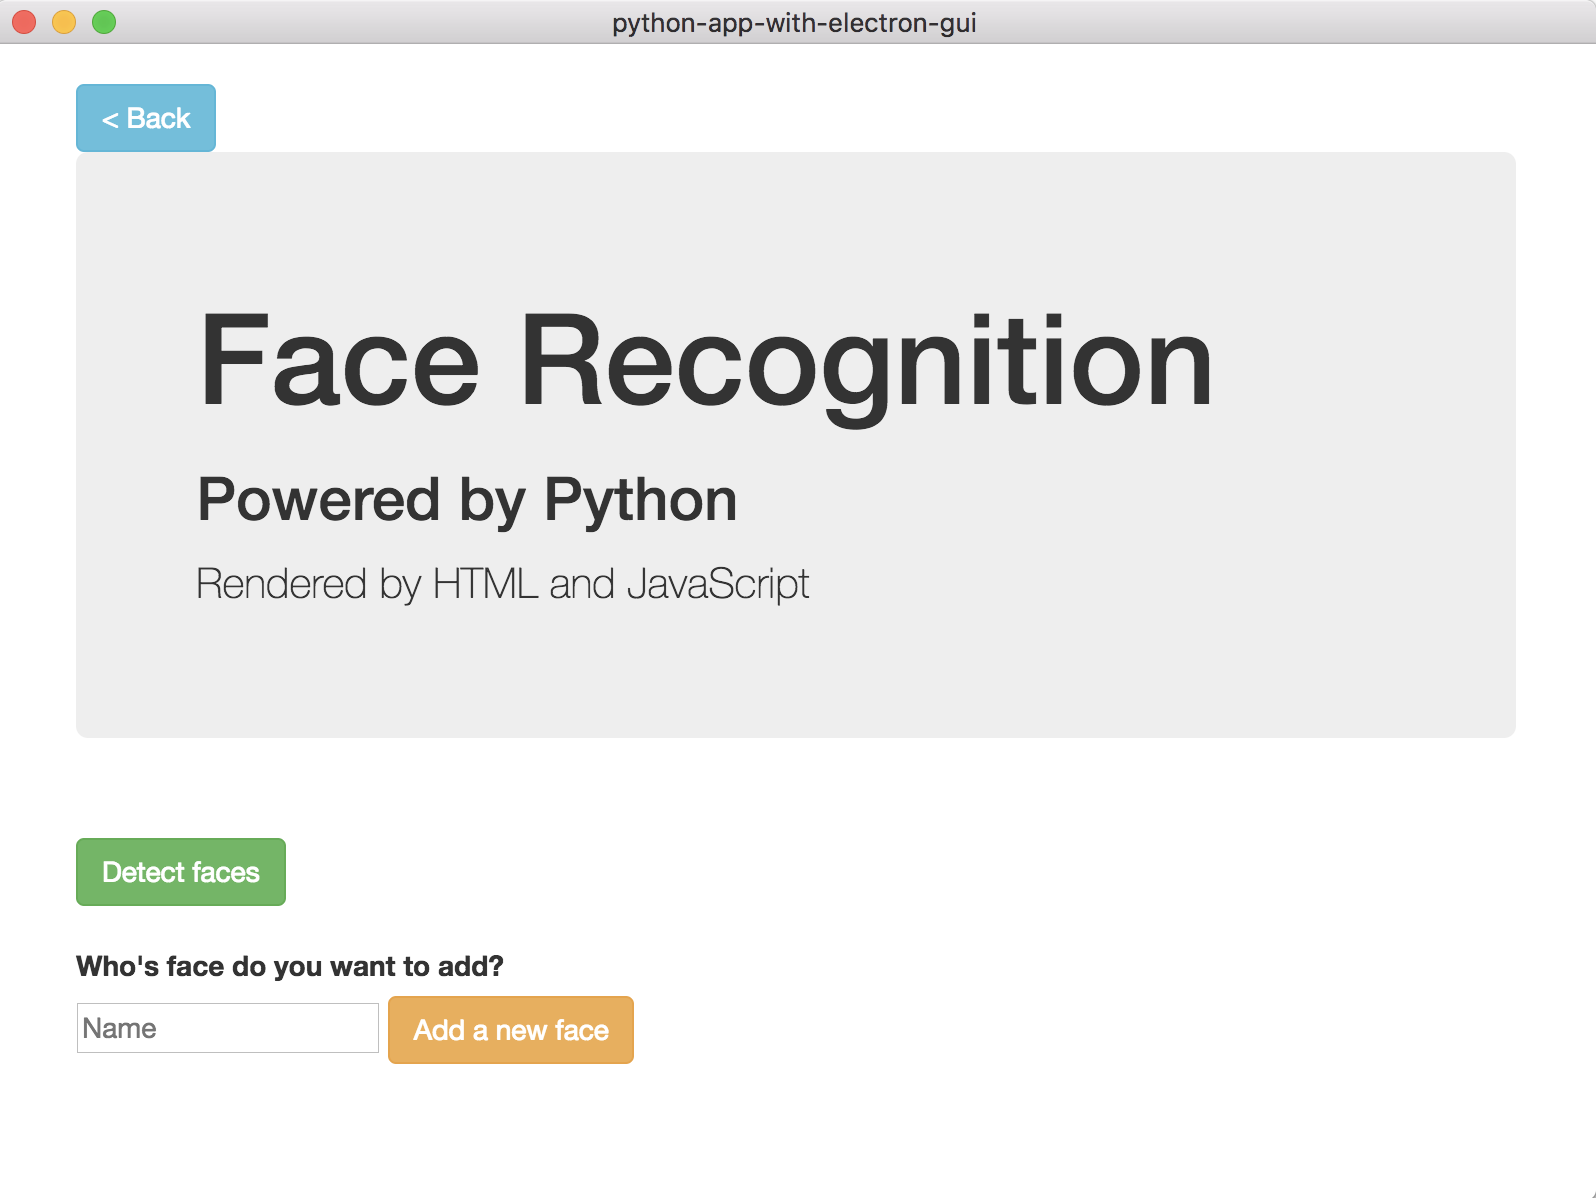 python-app-with-electron-gui
< Back
Face Recognition
Powered by Python
Rendered by HTML and JavaScript
Detect faces
Who's face do you want to add?
Name
Add a new face